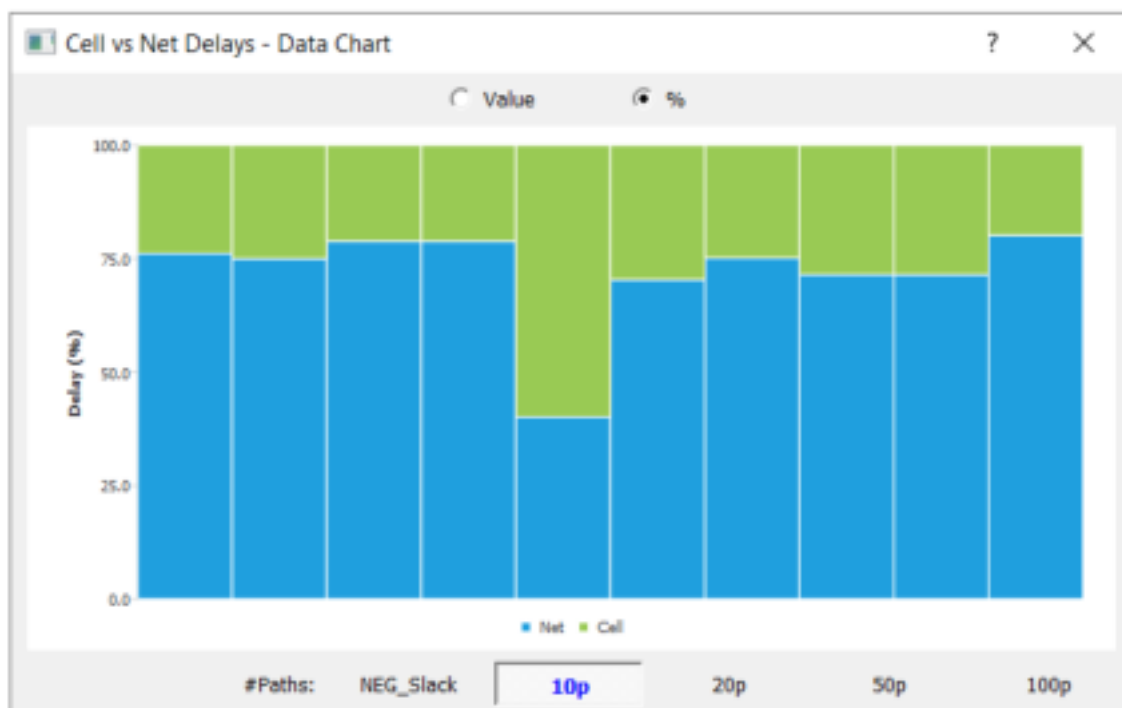 Cell vs Net Delays - Data Chart ? ×
Value %
100.0
75.0
50.0
25.0
0.0
Delay (%)
Net Cell
#Paths: NEG_Slack 10p 20p 50p 100p